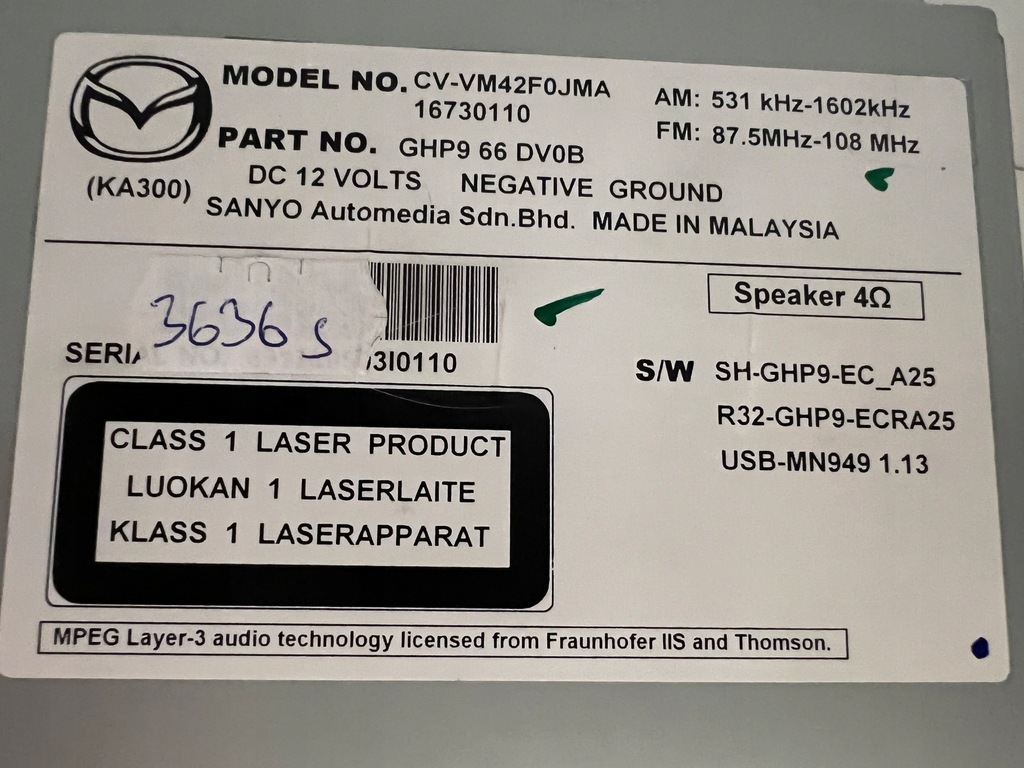 MODEL NO. CV-VM42F0JMA
16730110
AM: 531 kHz-1602kHz
FM: 87.5MHz-108 MHz
PART NO. GHP9 66 DV0B
(KA300)
DC 12 VOLTS NEGATIVE GROUND
SANYO Automedia Sdn.Bhd. MADE IN MALAYSIA
3636 S
Speaker 4Ω
3I0110
S/W SH-GHP9-EC_A25
R32-GHP9-ECRA25
USB-MN949 1.13
CLASS 1 LASER PRODUCT
LUOKAN 1 LASERLAITE
KLASS 1 LASERAPPARAT
MPEG Layer-3 audio technology licensed from Fraunhofer IIS and Thomson.